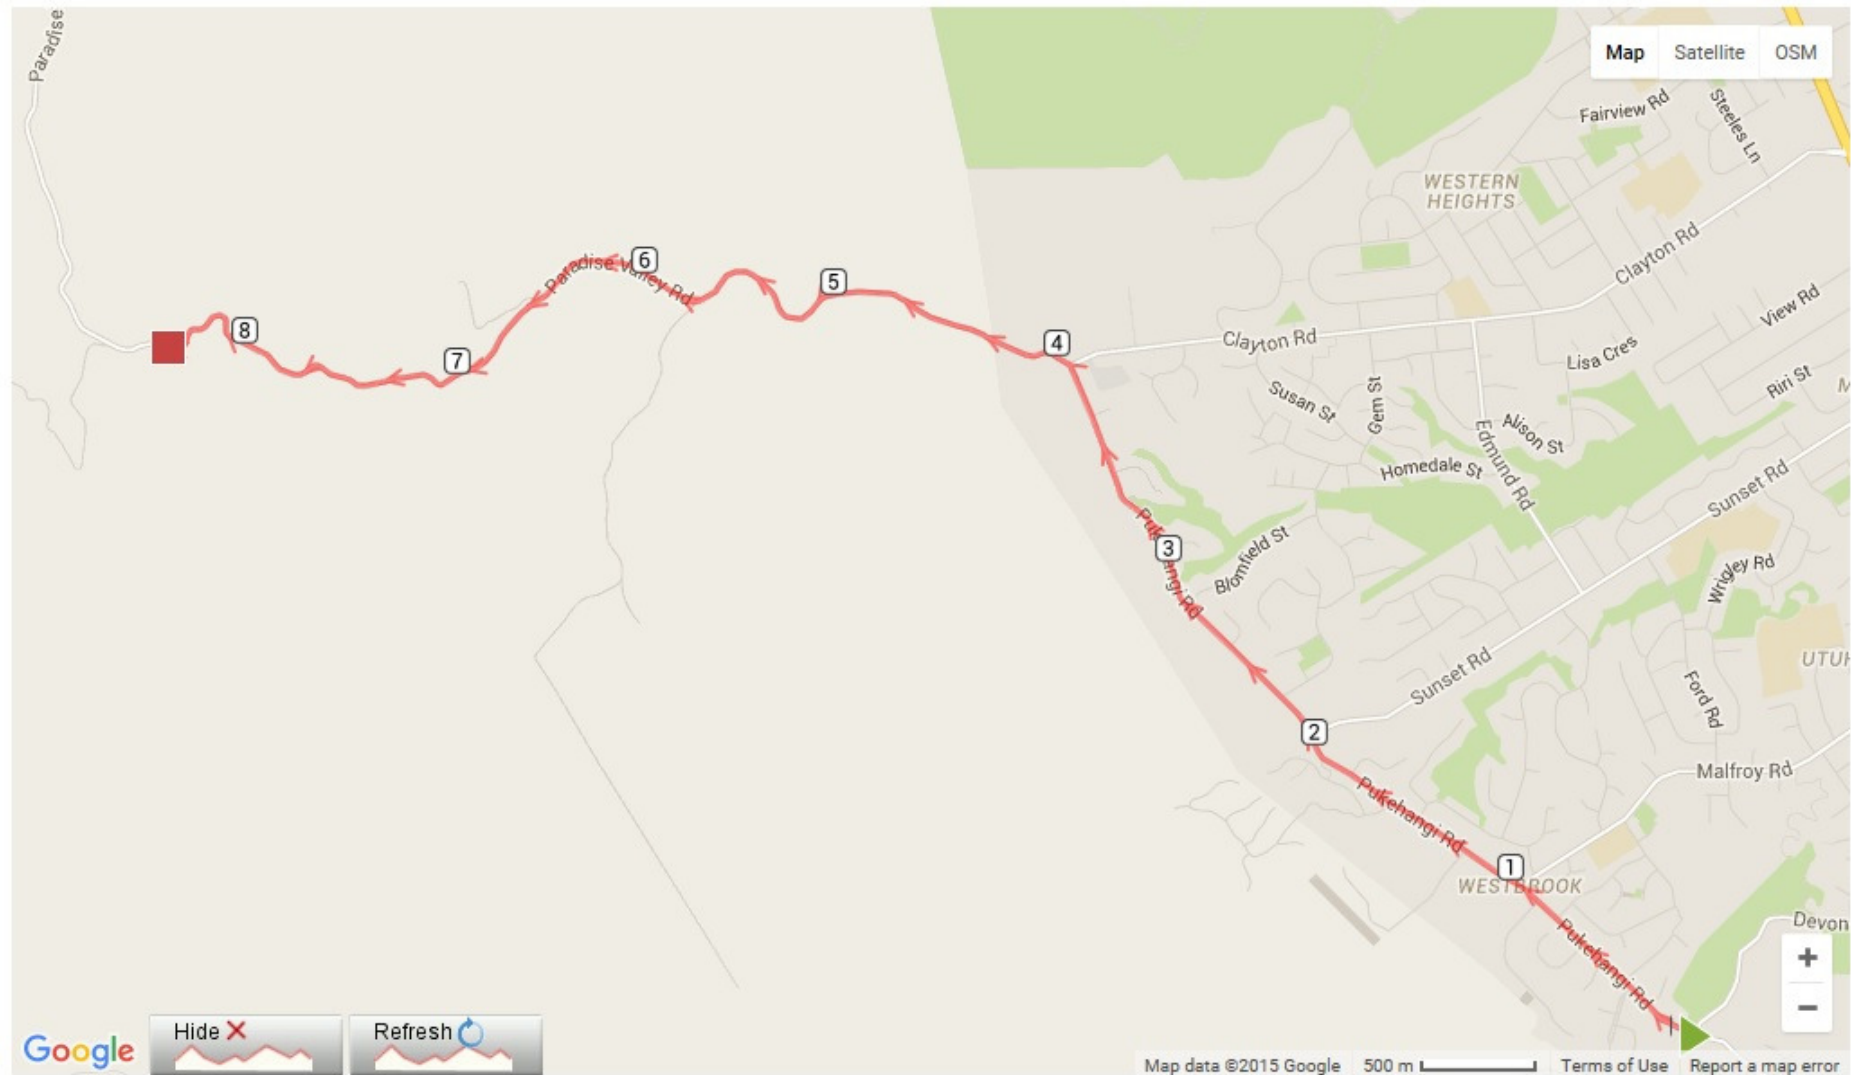 Paradise
Map
Satellite
OSM
Fairview Rd
Steeles Ln
WESTERN
HEIGHTS
Clayton Rd
View Rd
6
Paradise Valley Rd
5
8
7
4
Clayton Rd
Lisa Cres
Riri St
Susan St
Gem St
Alison St
Edmund Rd
Homedale St
Sunset Rd
3
Pukehangi Rd
Blomfield St
Wrigley Rd
Sunset Rd
Ford Rd
2
Malfroy Rd
Pukehangi Rd
1
WESTBROOK
Pukehangi Rd
Devon
+
−
Google
Hide
Refresh
Map data ©2015 Google
500 m
Terms of Use
Report a map error